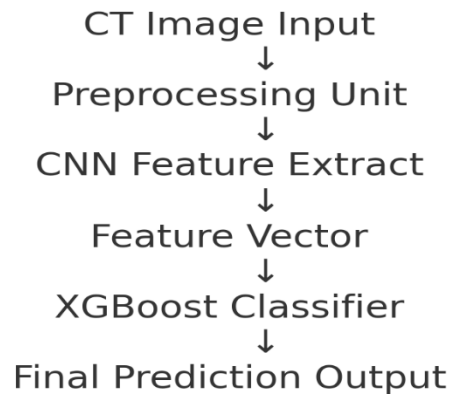 CT Image Input
↓
Preprocessing Unit
↓
CNN Feature Extract
↓
Feature Vector
↓
XGBoost Classifier
↓
Final Prediction Output